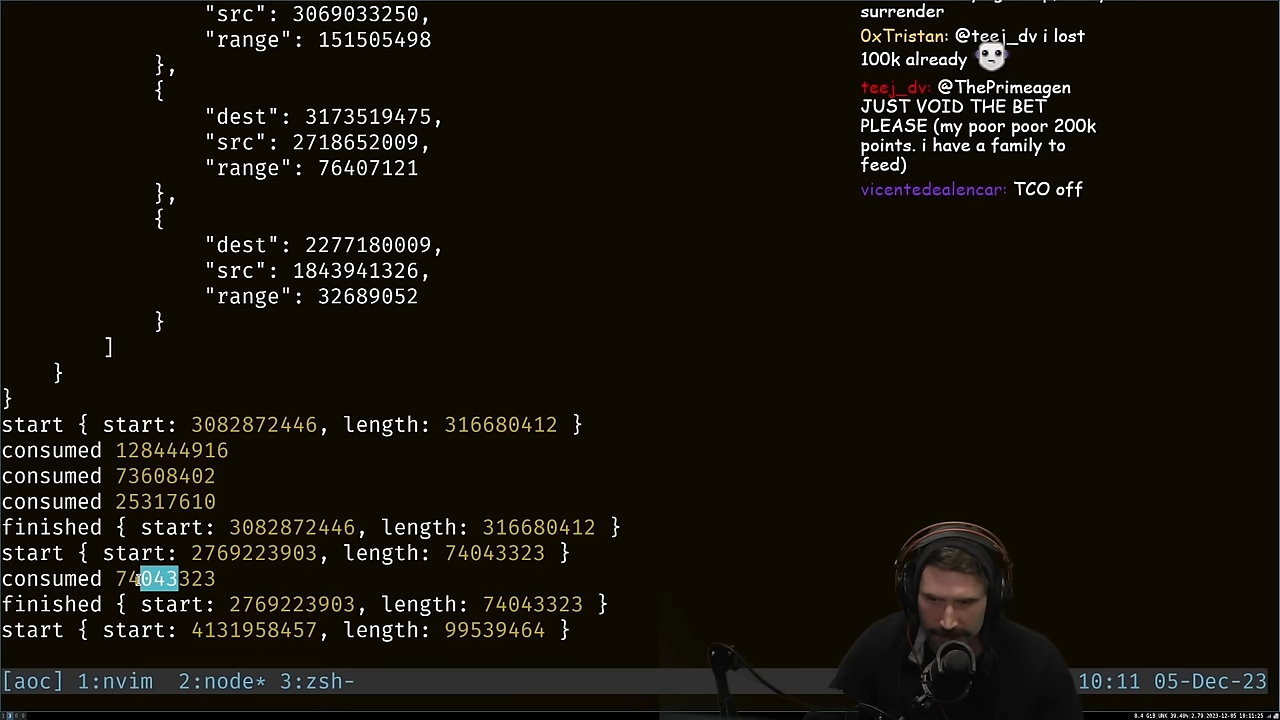 "src": 3069033250,
"range": 151505498
},
{
"dest": 3173519475,
"src": 2718652009,
"range": 76407121
},
{
"dest": 2277180009,
"src": 1843941326,
"range": 32689052
}
]
}
}
start { start: 3082872446, length: 316680412 }
consumed 128444916
consumed 73608402
consumed 25317610
finished { start: 3082872446, length: 316680412 }
start { start: 2769223903, length: 74043323 }
consumed 74043323
finished { start: 2769223903, length: 74043323 }
start { start: 4131958457, length: 99539464 }
[aoc] 1:nvim 2:node* 3:zsh-
10:11 05-Dec-23
surrender
0xTristan: @teej_dv i lost
100k already
teej_dv: @ThePrimeagen
JUST VOID THE BET
PLEASE (my poor poor 200k
points. i have a family to
feed)
vicentedealencar: TCO off